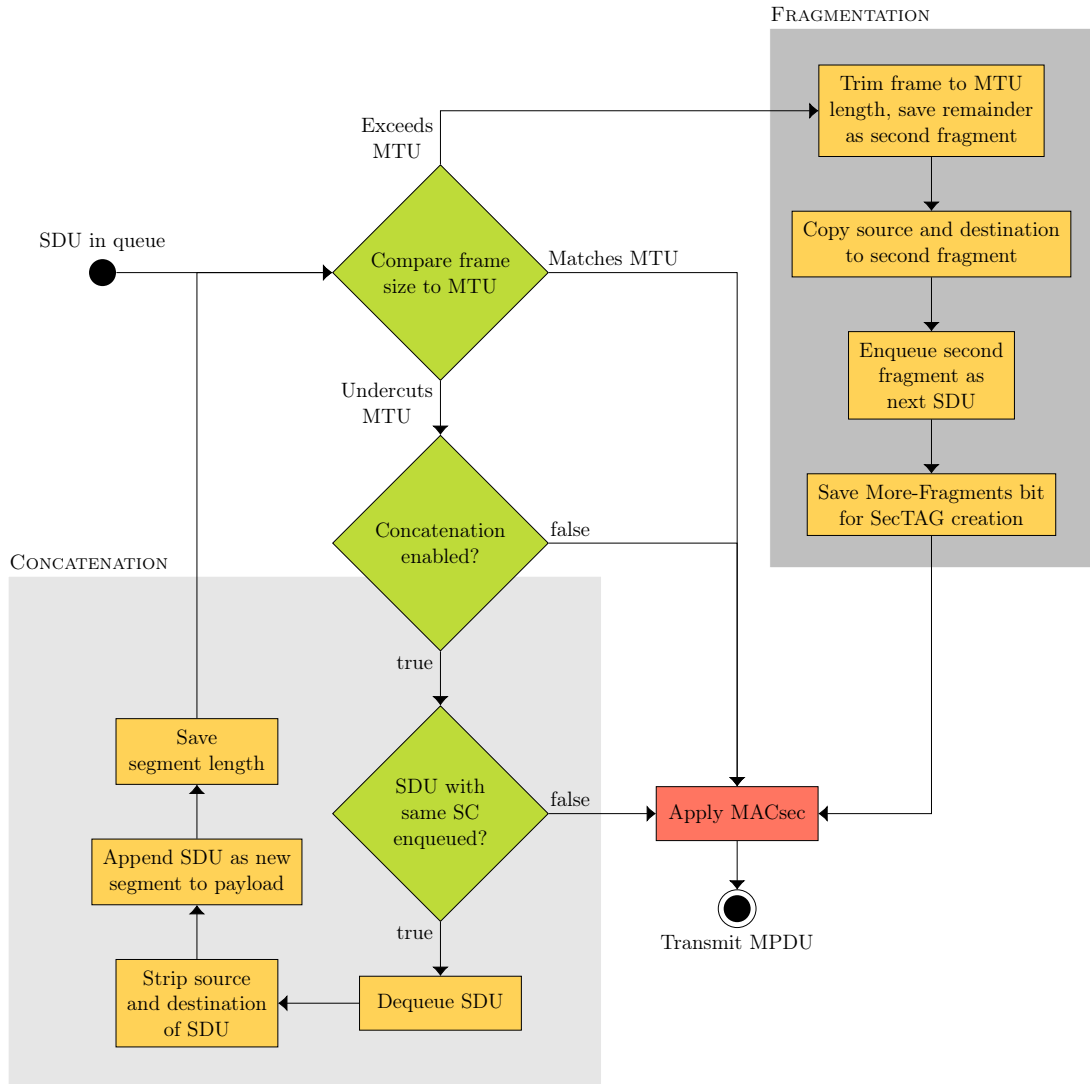 FRAGMENTATION
Trim frame to MTU
length, save remainder
as second fragment
Exceeds
MTU
Copy source and destination
to second fragment
SDU in queue
Compare frame
size to MTU
Matches MTU
Enqueue second
fragment as
next SDU
Undercuts
MTU
Save More-Fragments bit
for SecTAG creation
Concatenation
enabled?
false
CONCATENATION
true
Save
segment length
SDU with
same SC
enqueued?
false
Apply MACsec
Append SDU as new
segment to payload
true
Transmit MPDU
Strip source
and destination
of SDU
Dequeue SDU